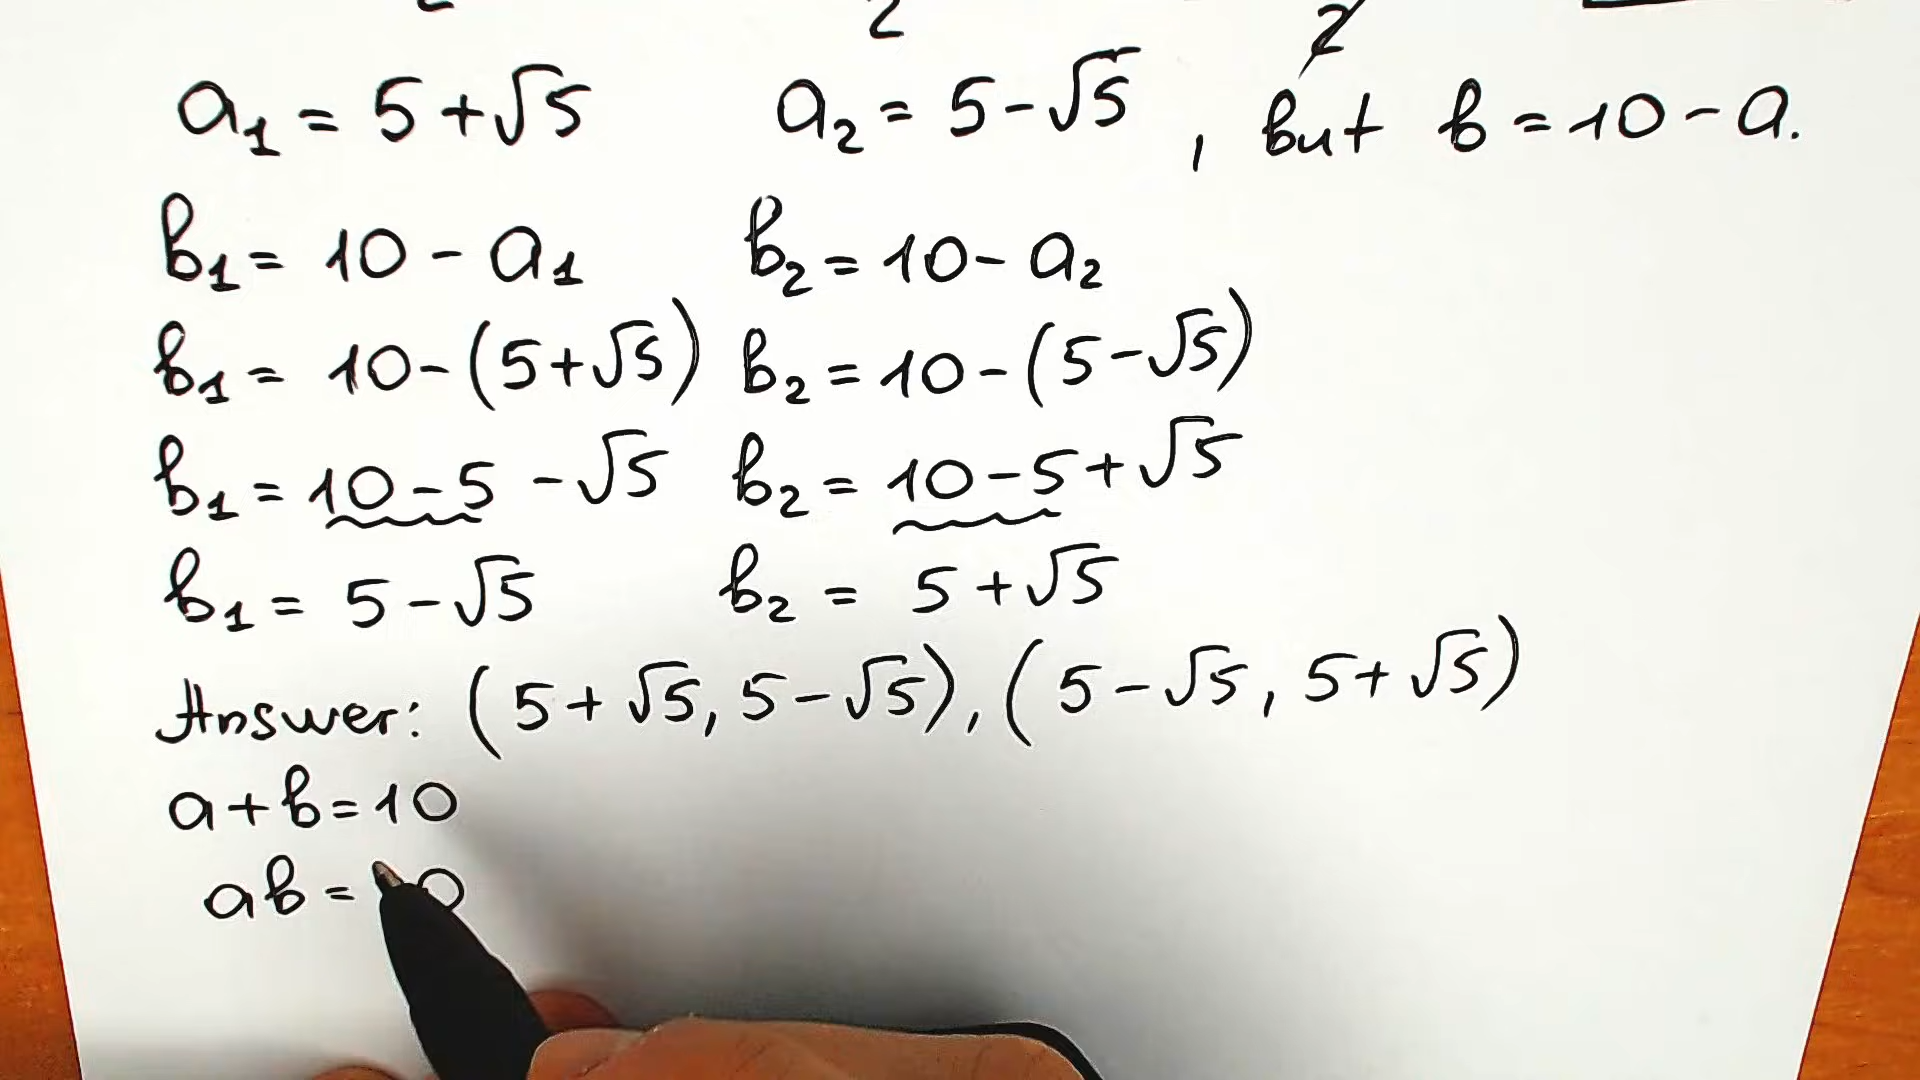 2
a₁ = 5+√5 a₂ = 5-√5 , but b = 10 - a.
b₁ = 10 - a₁ b₂ = 10 - a₂
b₁ = 10-(5+√5) b₂ = 10-(5-√5)
b₁ = 10-5 -√5 b₂ = 10-5+√5
b₁ = 5-√5 b₂ = 5+√5
Answer: (5+√5, 5-√5), (5-√5, 5+√5)
a+b=10
ab = 0